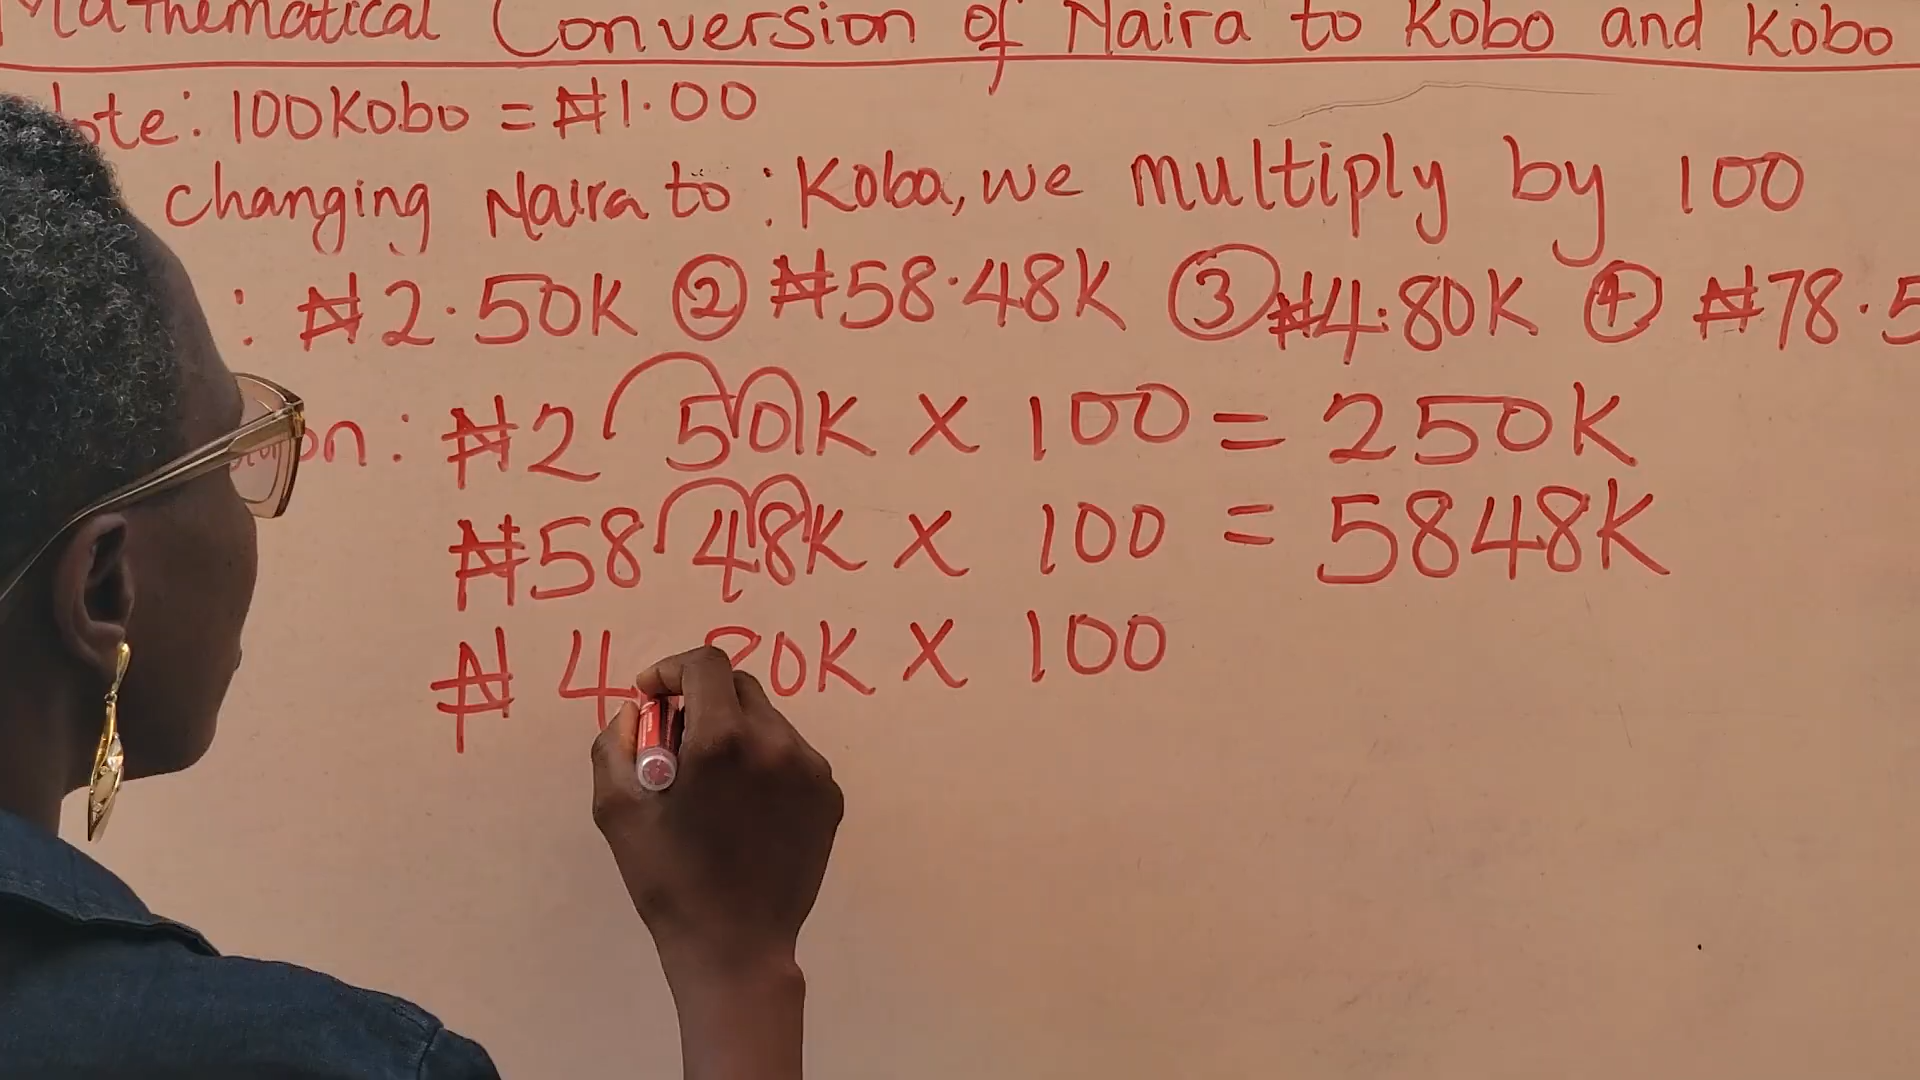 Mathematical Conversion of Naira to Kobo and Kobo
ote: 100Kobo = ₦1.00
changing Naira to : Kobo, we multiply by 100
: ₦2.50K ② ₦58.48K ③ ₦4.80K ④ ₦78.5
on: ₦2 50K X 100 = 250K
₦58 48K X 100 = 5848K
₦ 4.80K X 100